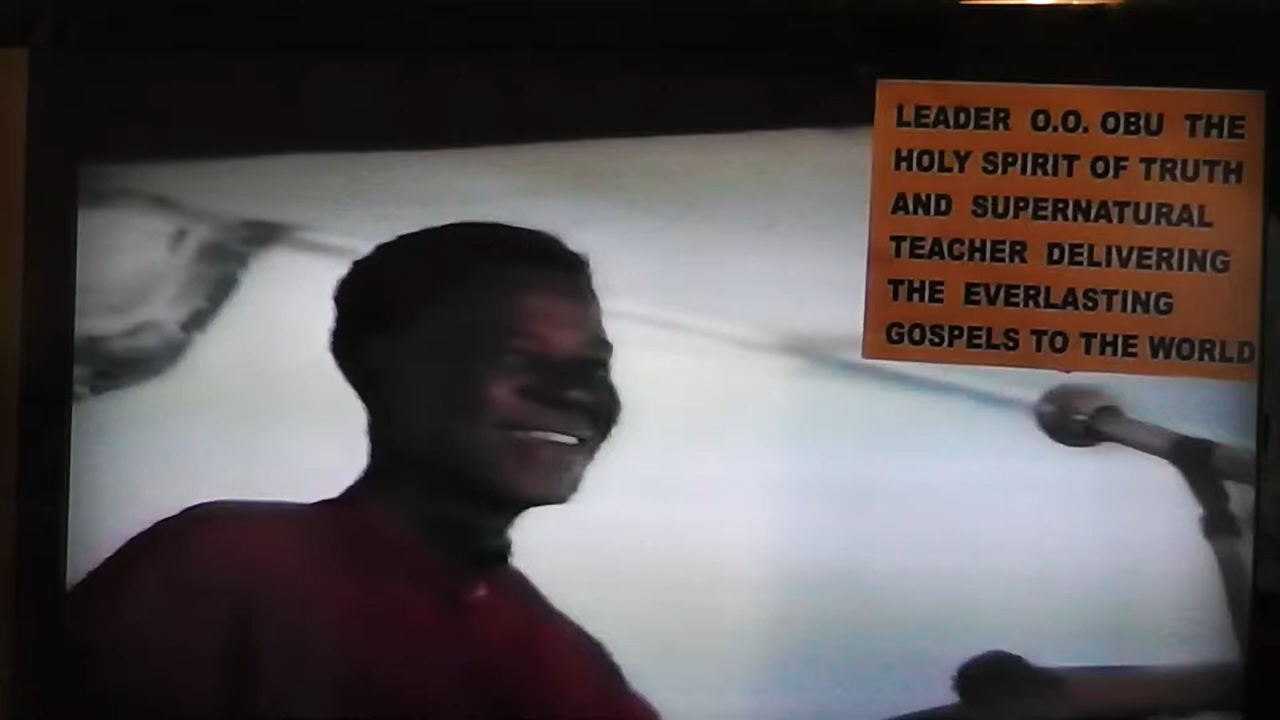 LEADER O.O. OBU THE
HOLY SPIRIT OF TRUTH
AND SUPERNATURAL
TEACHER DELIVERING
THE EVERLASTING
GOSPELS TO THE WORLD